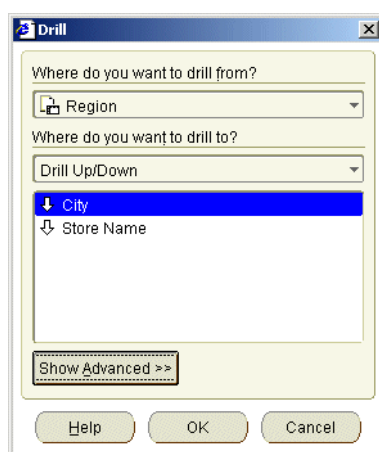 Drill
Where do you want to drill from?
Region
Where do you want to drill to?
Drill Up/Down
City
Store Name
Show Advanced >>
Help
OK
Cancel